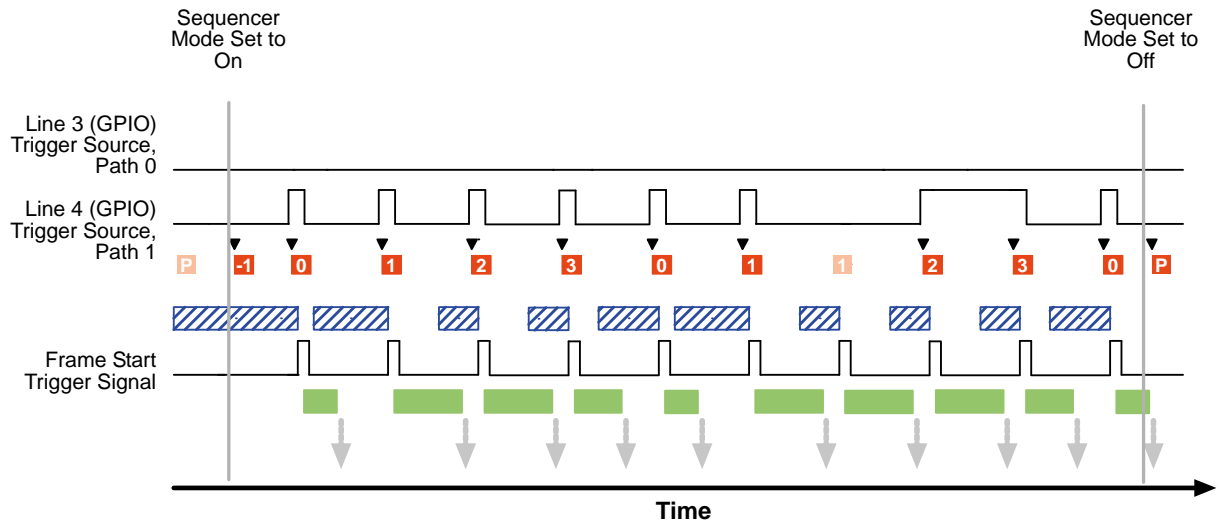 Sequencer
Mode Set to
On
Sequencer
Mode Set to
Off
Line 3 (GPIO)
Trigger Source,
Path 0
Line 4 (GPIO)
Trigger Source,
Path 1
P -1 0 1 2 3 0 1 1 2 3 0 P
Frame Start
Trigger Signal
Time